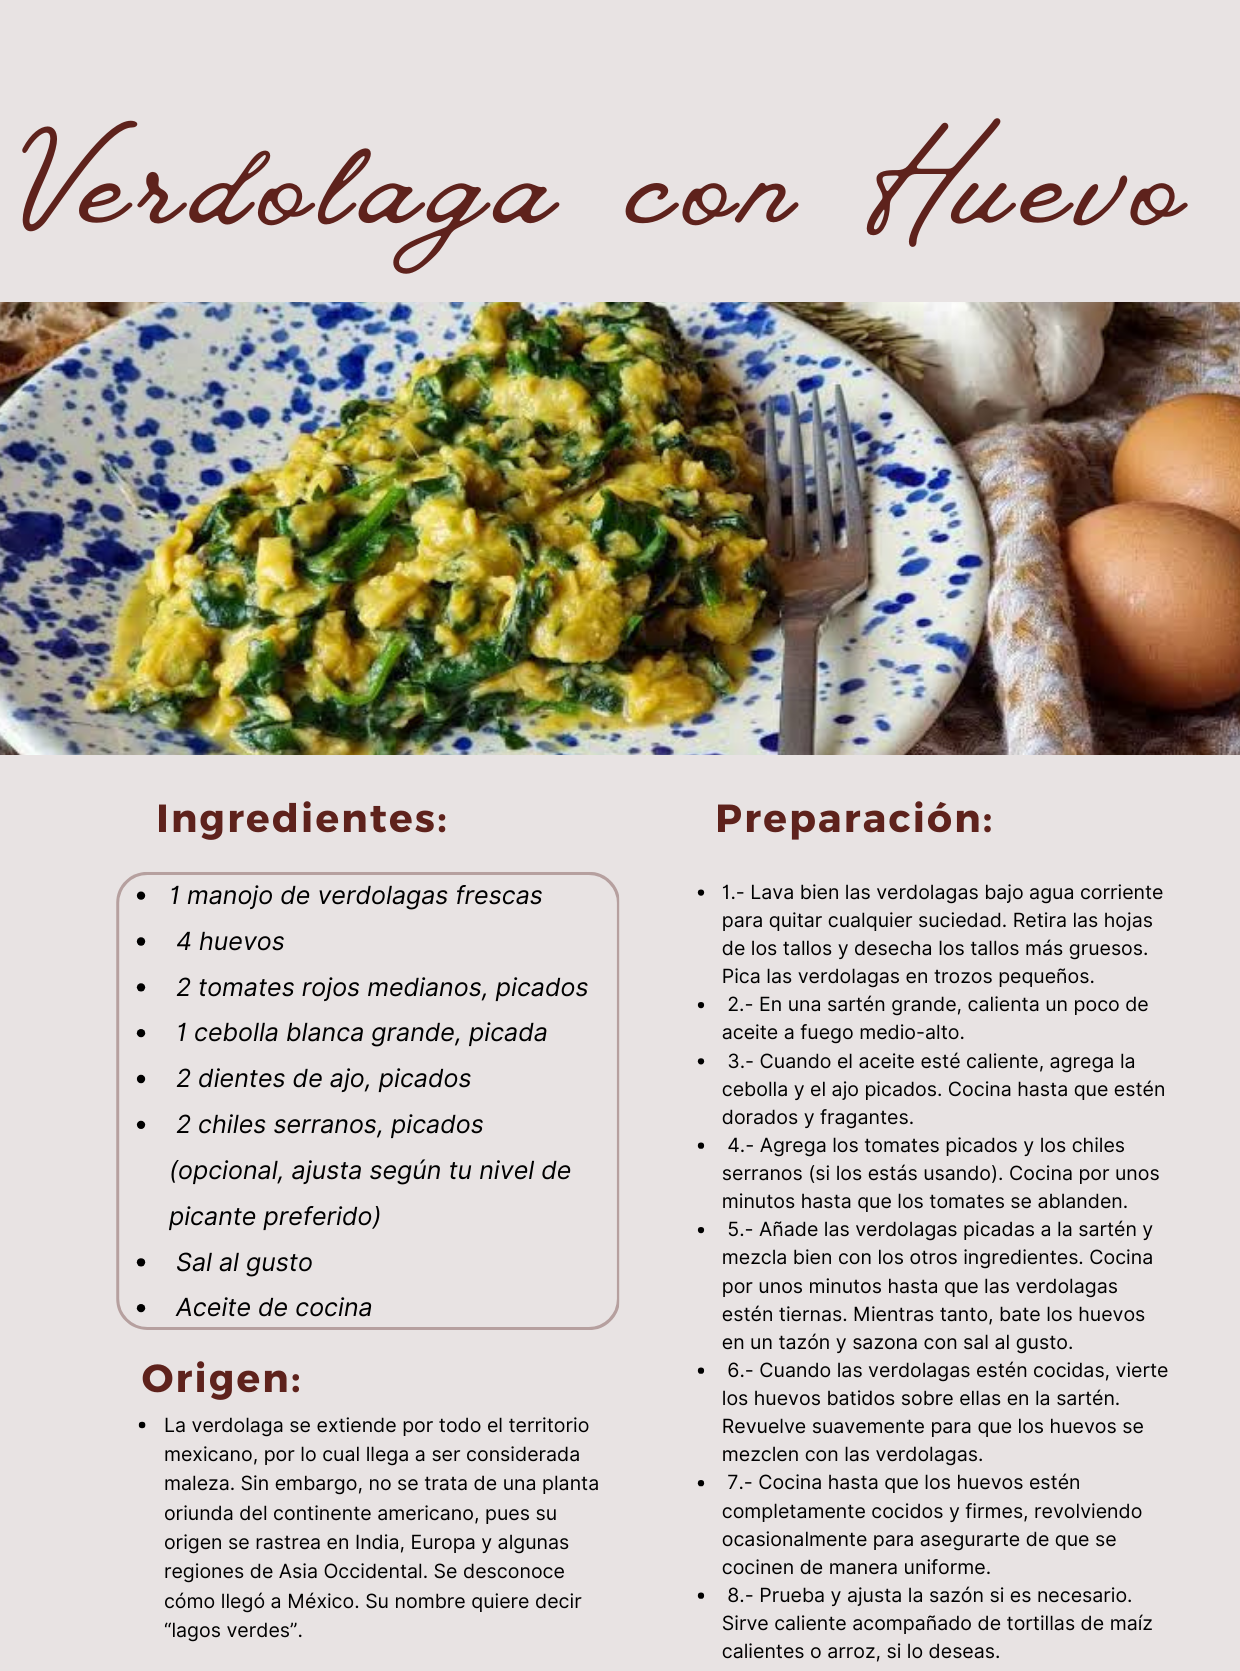 Verdolaga con Huevo
Ingredientes:
• 1 manojo de verdolagas frescas
• 4 huevos
• 2 tomates rojos medianos, picados
• 1 cebolla blanca grande, picada
• 2 dientes de ajo, picados
• 2 chiles serranos, picados
(opcional, ajusta según tu nivel de
picante preferido)
• Sal al gusto
• Aceite de cocina
Origen:
• La verdolaga se extiende por todo el territorio
mexicano, por lo cual llega a ser considerada
maleza. Sin embargo, no se trata de una planta
oriunda del continente americano, pues su
origen se rastrea en India, Europa y algunas
regiones de Asia Occidental. Se desconoce
cómo llegó a México. Su nombre quiere decir
“lagos verdes”.
Preparación:
• 1.- Lava bien las verdolagas bajo agua corriente
para quitar cualquier suciedad. Retira las hojas
de los tallos y desecha los tallos más gruesos.
Pica las verdolagas en trozos pequeños.
• 2.- En una sartén grande, calienta un poco de
aceite a fuego medio-alto.
• 3.- Cuando el aceite esté caliente, agrega la
cebolla y el ajo picados. Cocina hasta que estén
dorados y fragantes.
• 4.- Agrega los tomates picados y los chiles
serranos (si los estás usando). Cocina por unos
minutos hasta que los tomates se ablanden.
• 5.- Añade las verdolagas picadas a la sartén y
mezcla bien con los otros ingredientes. Cocina
por unos minutos hasta que las verdolagas
estén tiernas. Mientras tanto, bate los huevos
en un tazón y sazona con sal al gusto.
• 6.- Cuando las verdolagas estén cocidas, vierte
los huevos batidos sobre ellas en la sartén.
Revuelve suavemente para que los huevos se
mezclen con las verdolagas.
• 7.- Cocina hasta que los huevos estén
completamente cocidos y firmes, revolviendo
ocasionalmente para asegurarte de que se
cocinen de manera uniforme.
• 8.- Prueba y ajusta la sazón si es necesario.
Sirve caliente acompañado de tortillas de maíz
calientes o arroz, si lo deseas.